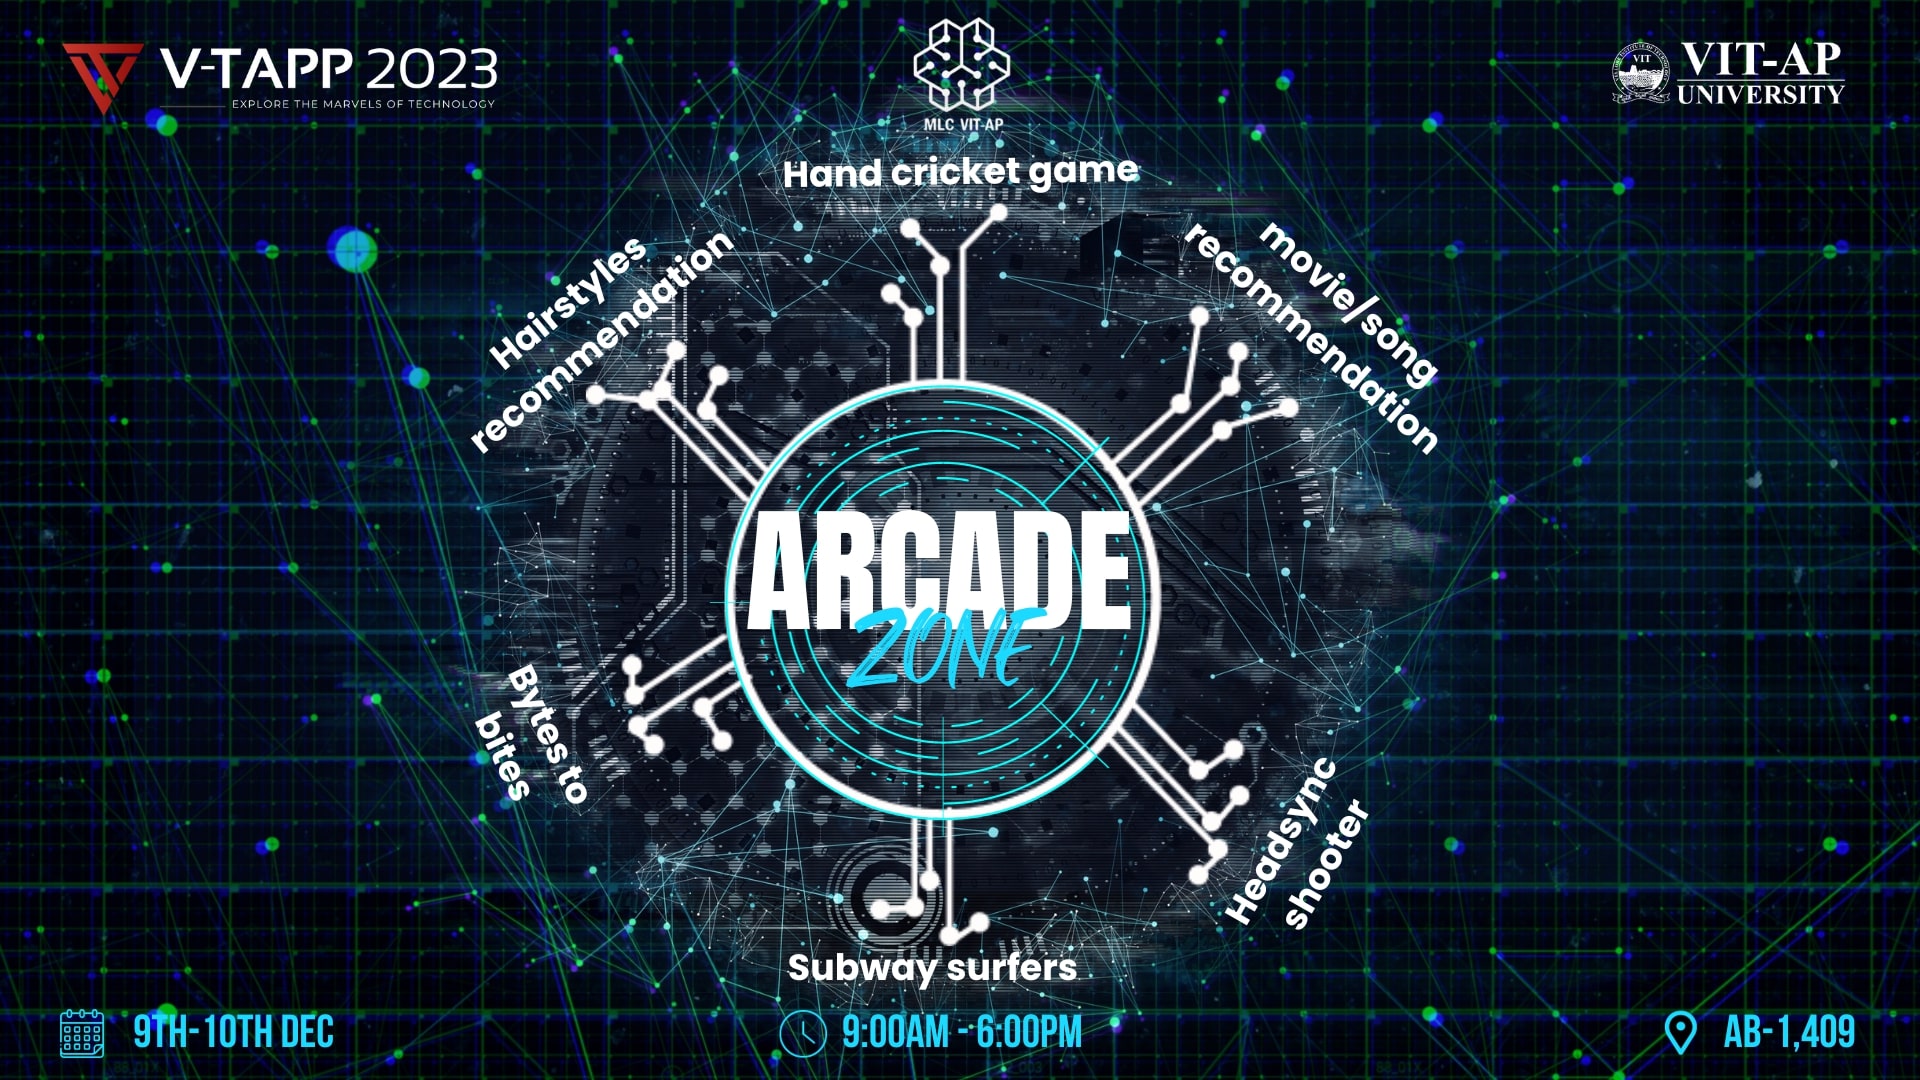 V-TAPP 2023
EXPLORE THE MARVELS OF TECHNOLOGY
MLC VIT-AP
VIT
VIT-AP
UNIVERSITY
Hand cricket game
Hairstyles
recommendation
movie/song
recommendation
ARCADE
ZONE
Bytes to
bites
Headsync
shooter
Subway surfers
9TH-10TH DEC
9:00AM - 6:00PM
AB-1,409